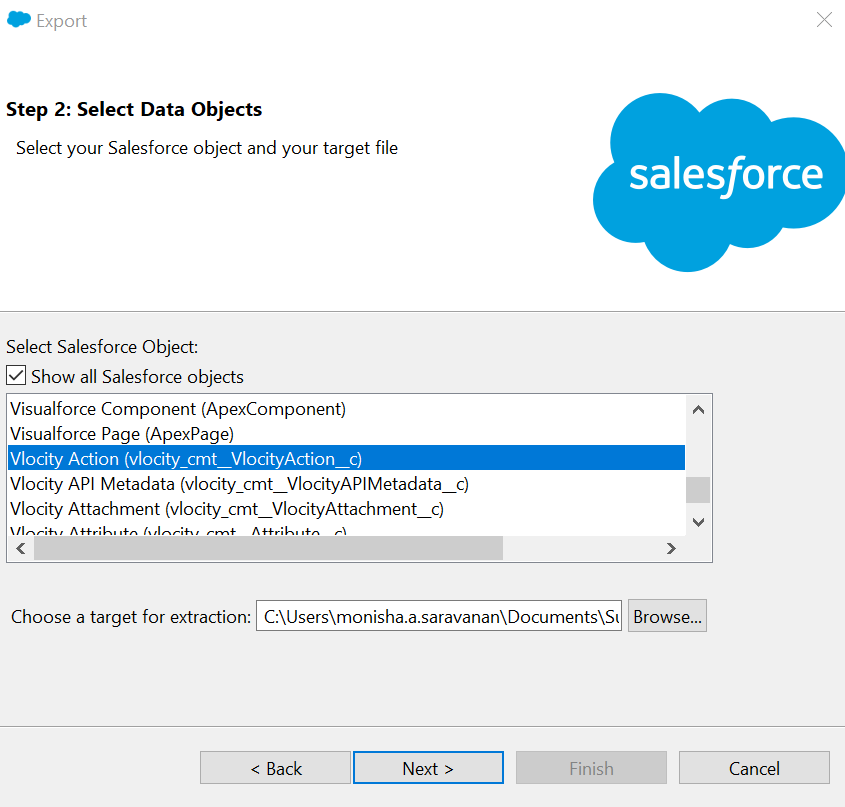 Export
Step 2: Select Data Objects
Select your Salesforce object and your target file
salesforce
Select Salesforce Object:
Show all Salesforce objects
Visualforce Component (ApexComponent)
Visualforce Page (ApexPage)
Vlocity Action (vlocity_cmt__VlocityAction__c)
Vlocity API Metadata (vlocity_cmt__VlocityAPIMetadata__c)
Vlocity Attachment (vlocity_cmt__VlocityAttachment__c)
Vlocity Attribute (vlocity_cmt__Attribute__c)
Choose a target for extraction: C:\Users\monisha.a.saravanan\Documents\Su Browse...
< Back Next > Finish Cancel